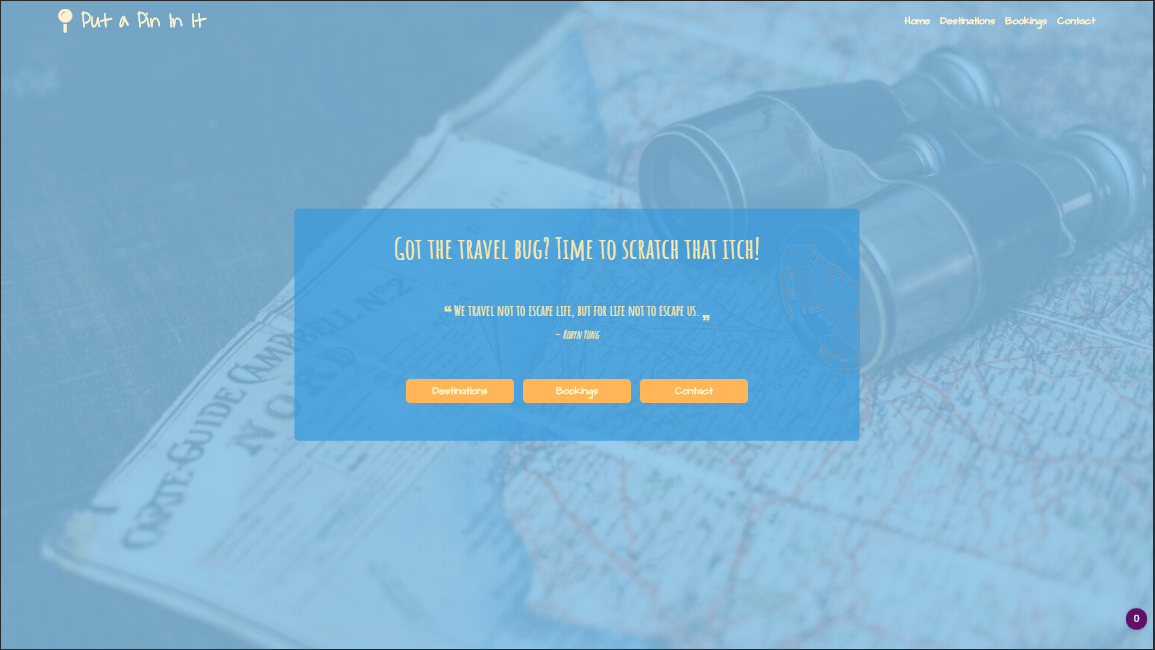 Put a Pin In It
Home Destinations Bookings Contact
Got the travel bug? Time to scratch that itch!
❝ We travel not to escape life, but for life not to escape us. ❞
– Robyn Yong
Destinations Bookings Contact
CARTE-GUIDE CAMPBELL Nº2
0